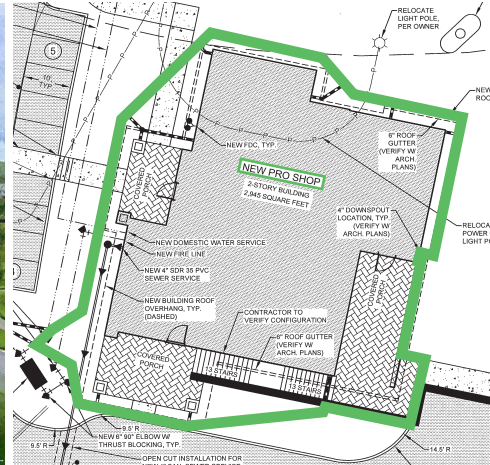 RELOCATE
LIGHT POLE,
PER OWNER
5
10'
TYP
NEW
ROO
6" ROOF
GUTTER
(VERIFY W/
ARCH.
PLANS)
NEW FDC, TYP.
NEW PRO SHOP
2-STORY BUILDING
2,945 SQUARE FEET
COVERED
PORCH
4" DOWNSPOUT
LOCATION, TYP.
(VERIFY W/
ARCH. PLANS)
RELOCA
POWER
LIGHT PO
NEW DOMESTIC WATER SERVICE
NEW FIRE LINE
NEW 4" SDR 35 PVC
SEWER SERVICE
COVERED
PORCH
NEW BUILDING ROOF
OVERHANG, TYP.
(DASHED)
CONTRACTOR TO
VERIFY CONFIGURATION
6" ROOF GUTTER
(VERIFY W/
ARCH. PLANS)
COVERED
PORCH
13 STAIRS
13 STAIRS
9.5' R
9.5' R
NEW 6" 90° ELBOW W/
THRUST BLOCKING, TYP.
14.5' R
OPEN CUT INSTALLATION FOR